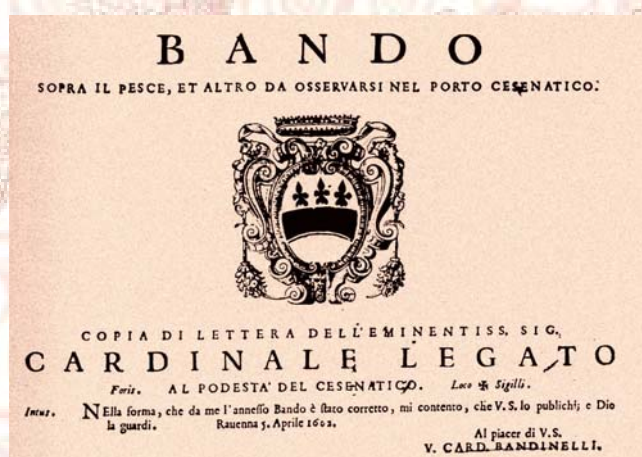 BANDO
SOPRA IL PESCE, ET ALTRO DA OSSERVARSI NEL PORTO CESENATICO.
COPIA DI LETTERA DELL'EMINENTISS. SIG.
CARDINALE LEGATO
Foris. AL PODESTA' DEL CESENATICO. Loco ✠ Sigilli.
Intus. NElla forma, che da me l'annesso Bando è stato corretto, mi contento, che V. S. lo publichi; e Dio
la guardi. Rauenna 5. Aprile 1602.
Al piacer di V.S.
V. CARD. BANDINELLI.